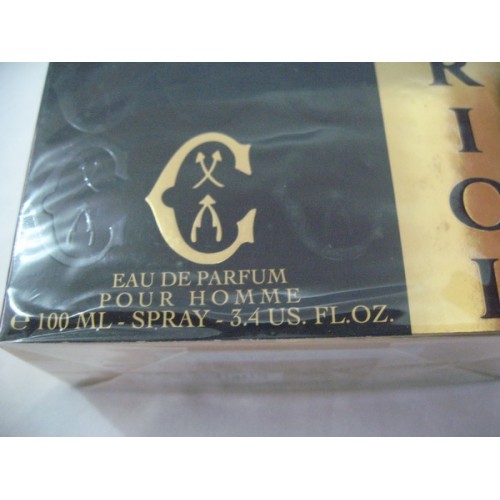 C
EAU DE PARFUM
POUR HOMME
℮ 100 ML - SPRAY - 3.4 US. FL.OZ.
R
I
C
I